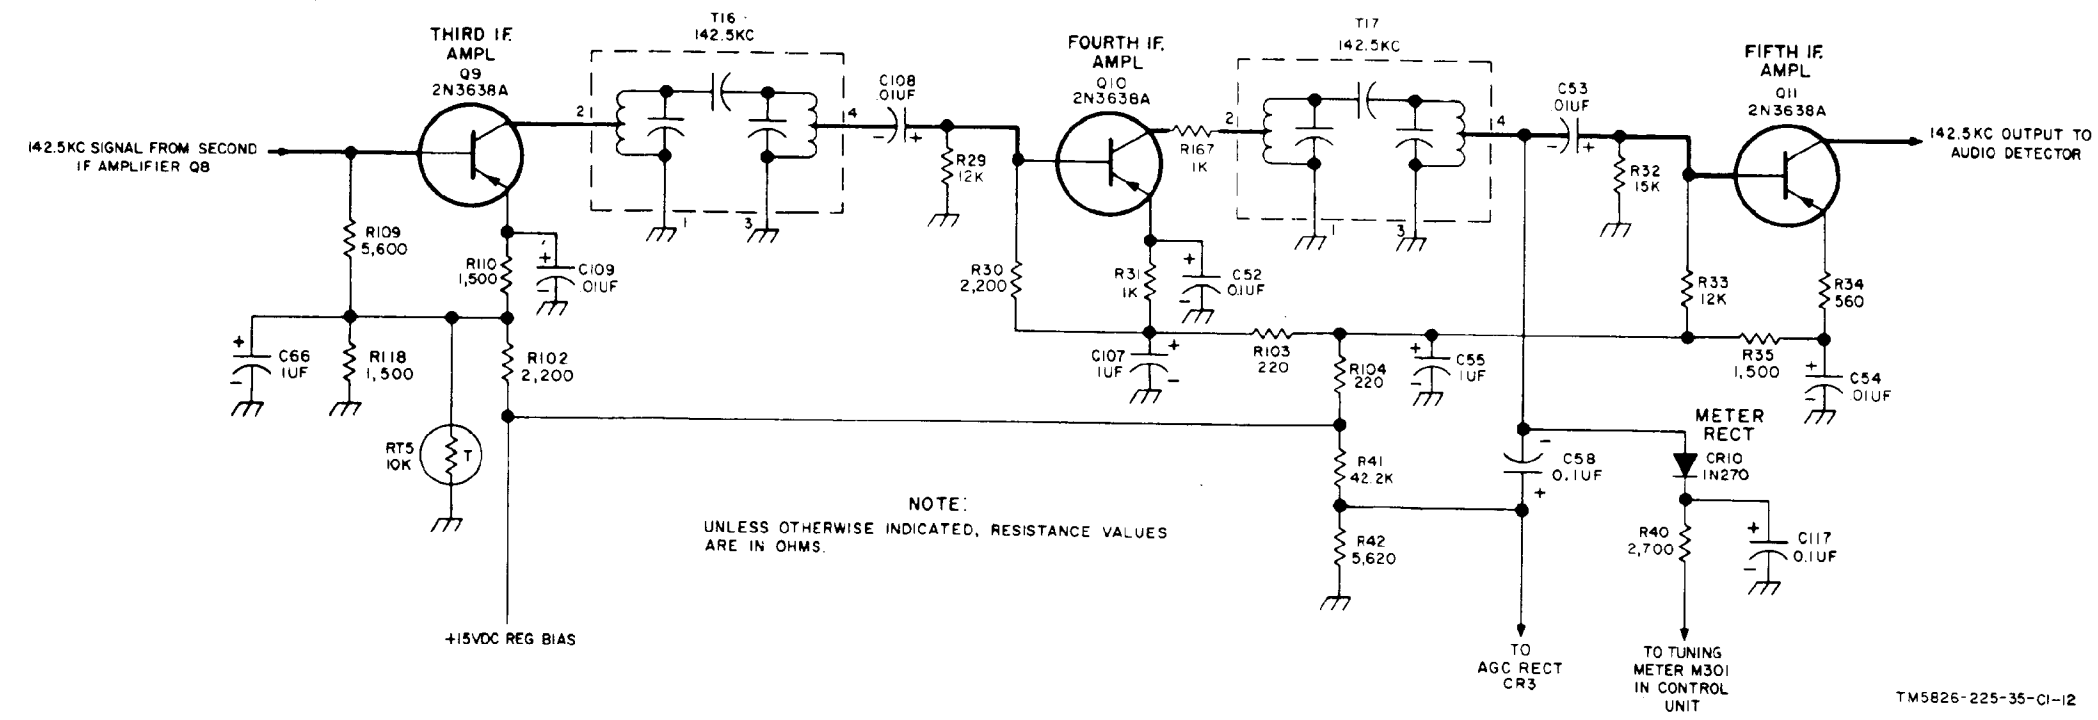 THIRD IF.
AMPL
Q9
2N3638A
T16
142.5KC
2
4
1
3
C108
.01UF
FOURTH IF.
AMPL
Q10
2N3638A
R167
1K
T17
142.5KC
2
4
1
3
C53
.01UF
FIFTH IF.
AMPL
Q11
2N3638A
142.5KC SIGNAL FROM SECOND
IF AMPLIFIER Q8
142.5KC OUTPUT TO
AUDIO DETECTOR
- +
R29
12K
- +
R32
15K
R109
5,600
R110
1,500
+
-
C109
.01UF
R30
2,200
R31
1K
+
-
C52
0.1UF
R33
12K
R34
560
+
-
C66
1UF
R118
1,500
R102
2,200
C107
1UF
+
-
R103
220
R104
220
+
-
C55
1UF
R35
1,500
+
-
C54
.01UF
RT5
10K
T
METER
RECT
CR10
1N270
R41
42.2K
-
+
C58
0.1UF
NOTE:
UNLESS OTHERWISE INDICATED, RESISTANCE VALUES
ARE IN OHMS.
R42
5,620
R40
2,700
+
-
C117
0.1UF
+15VDC REG BIAS
TO
AGC RECT
CR3
TO TUNING
METER M301
IN CONTROL
UNIT
TM5826-225-35-C1-12